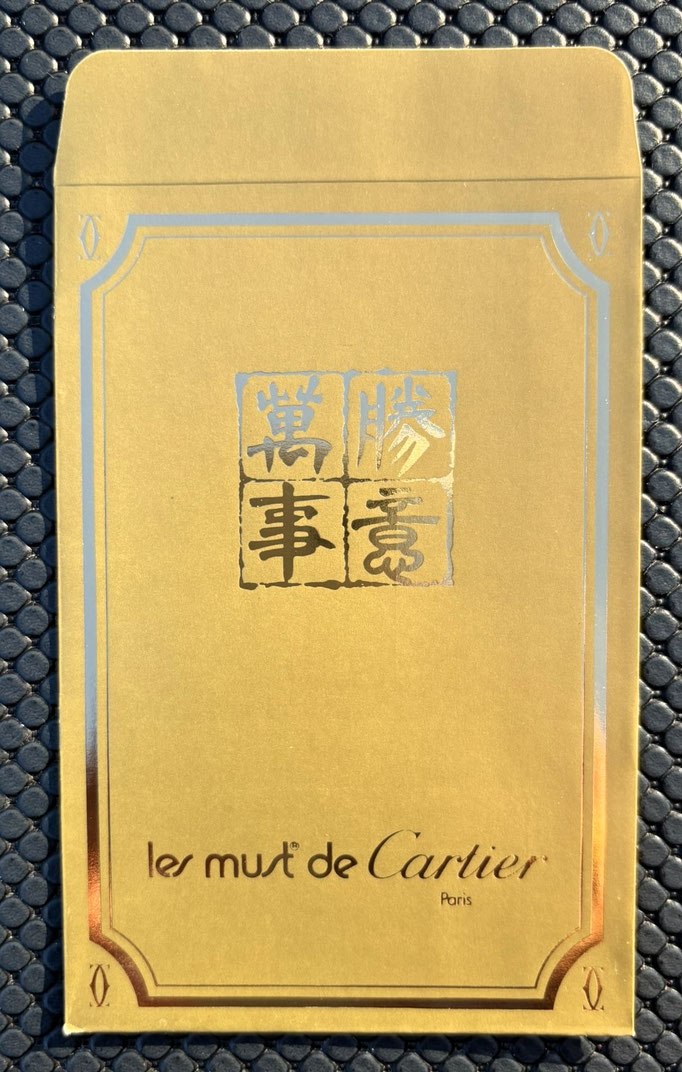 萬事
勝意
les must® de Cartier
Paris